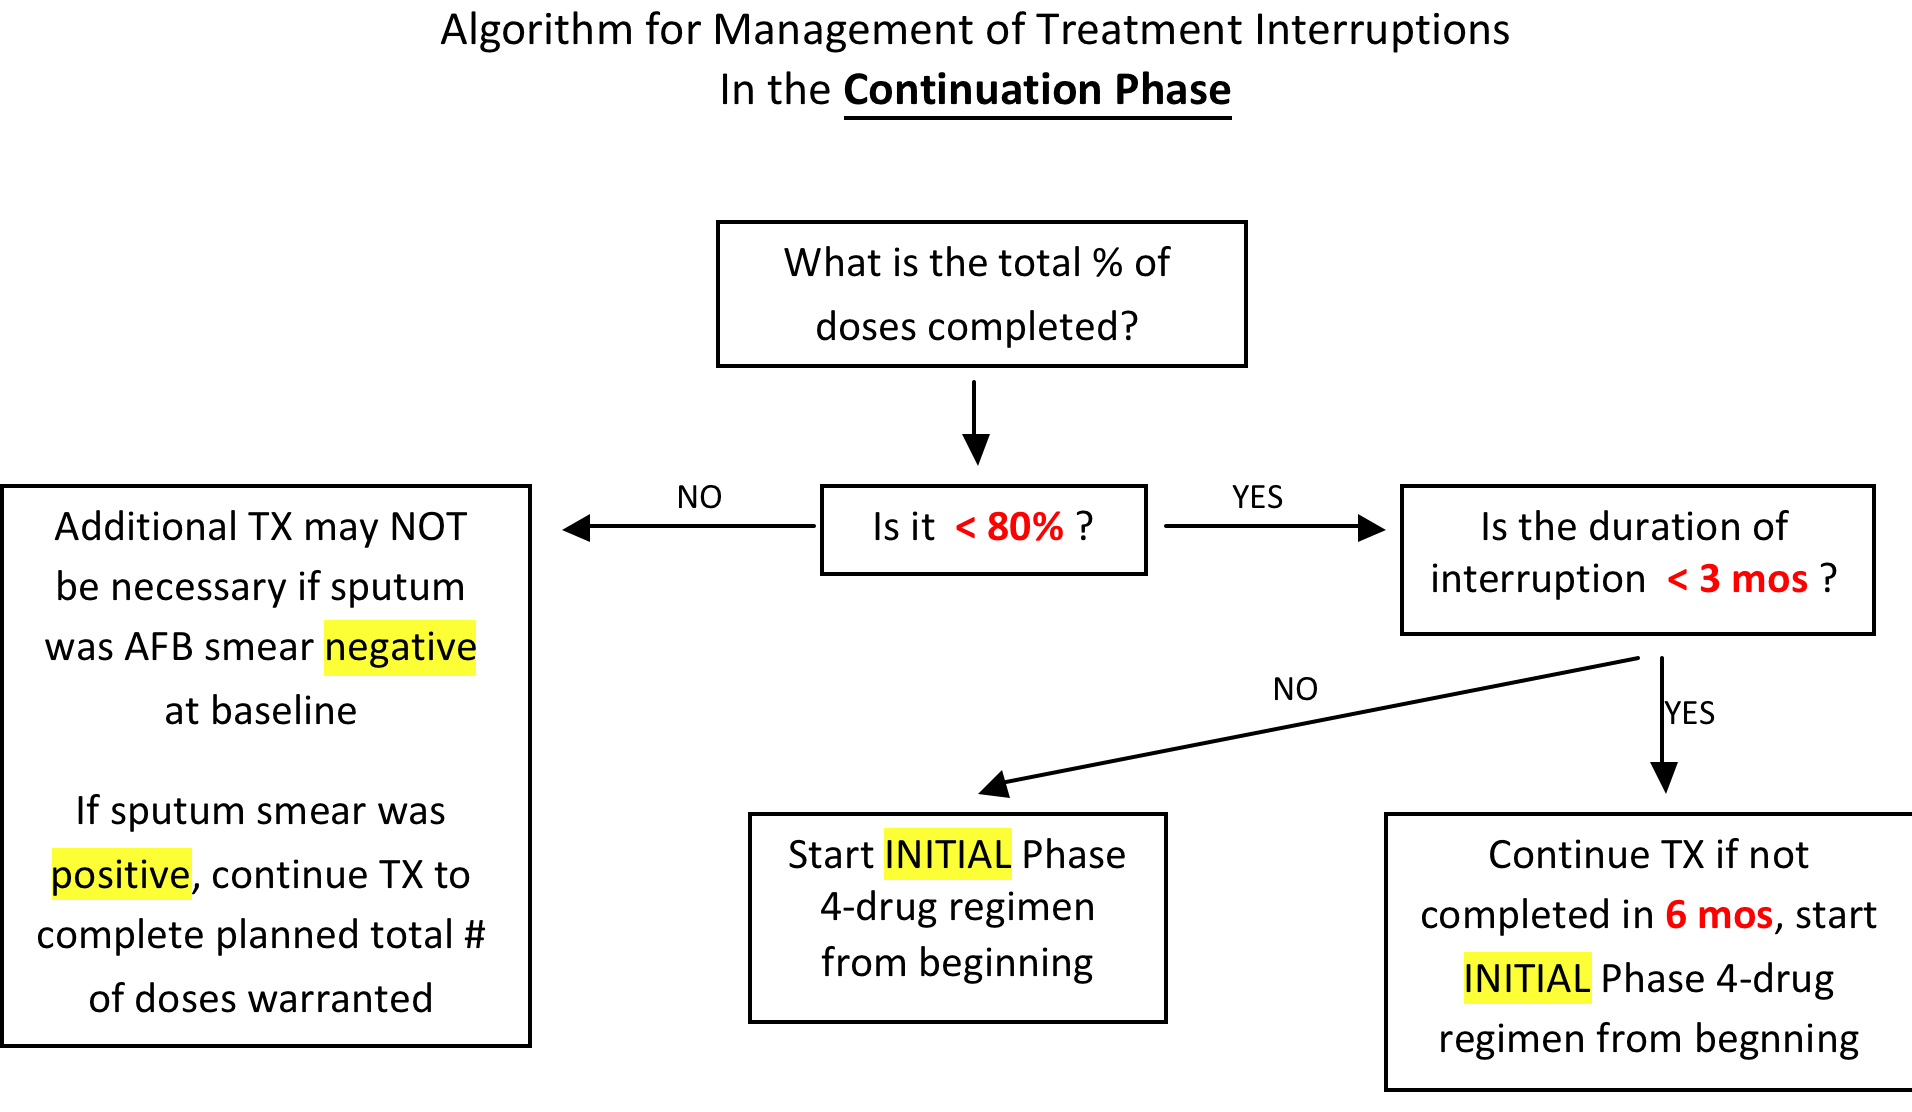 Algorithm for Management of Treatment Interruptions
In the Continuation Phase
What is the total % of
doses completed?
NO
Is it < 80% ?
YES
Is the duration of
interruption < 3 mos ?
Additional TX may NOT
be necessary if sputum
was AFB smear negative
at baseline
If sputum smear was
positive, continue TX to
complete planned total #
of doses warranted
NO
YES
Start INITIAL Phase
4-drug regimen
from beginning
Continue TX if not
completed in 6 mos, start
INITIAL Phase 4-drug
regimen from begnning